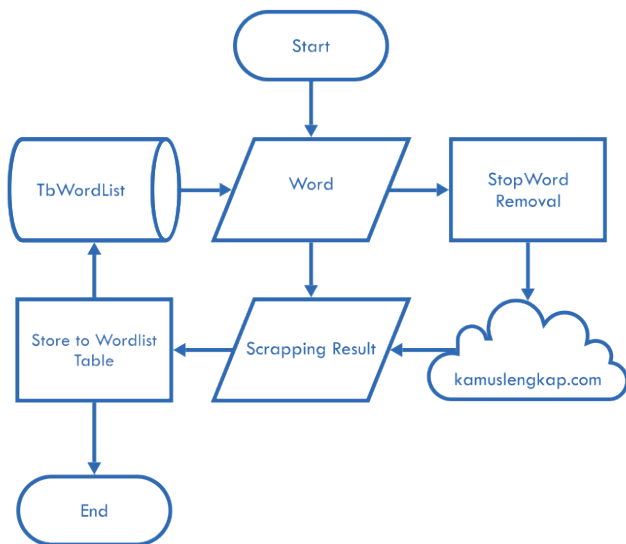 Start
TbWordList
Word
StopWord
Removal
Store to Wordlist
Table
Scrapping Result
kamuslengkap.com
End